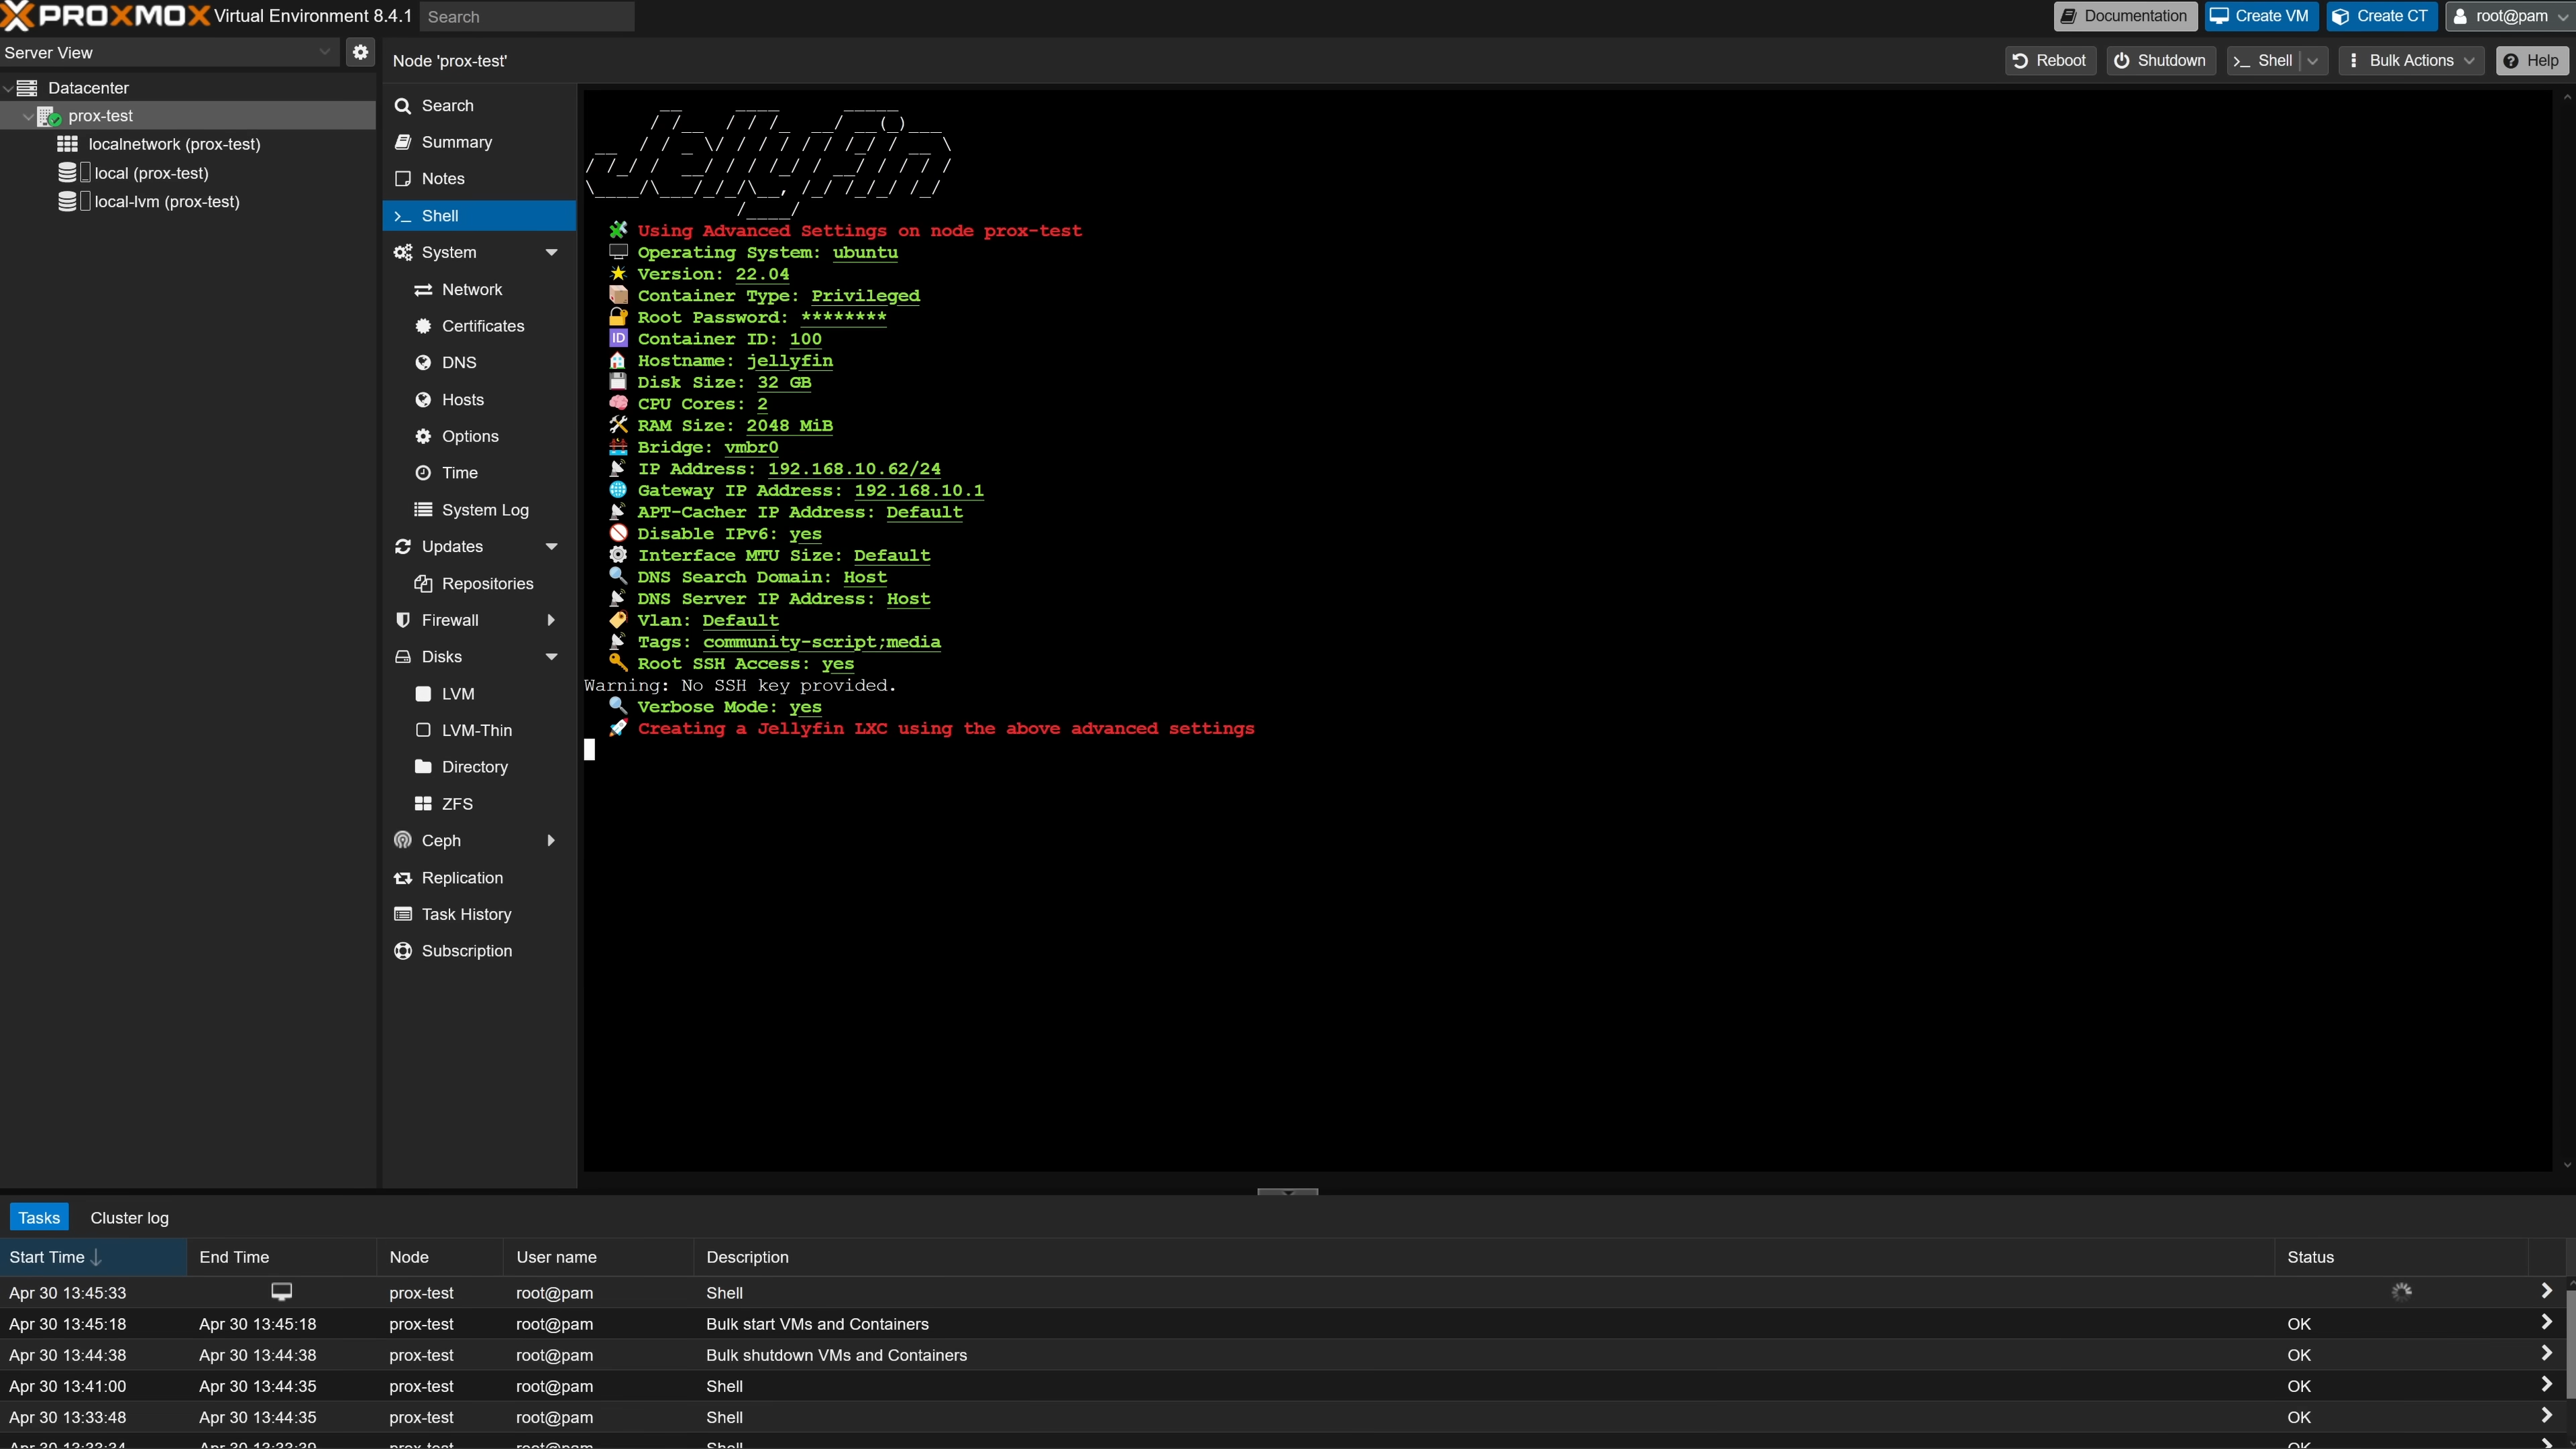 PROXMOX Virtual Environment 8.4.1 Search Documentation Create VM Create CT root@pam
Server View
Node 'prox-test' Reboot Shutdown Shell Bulk Actions Help
Datacenter
prox-test
localnetwork (prox-test)
local (prox-test)
local-lvm (prox-test)
Search
Summary
Notes
Shell
System
Network
Certificates
DNS
Hosts
Options
Time
System Log
Updates
Repositories
Firewall
Disks
LVM
LVM-Thin
Directory
ZFS
Ceph
Replication
Task History
Subscription
Jellyfin
Using Advanced Settings on node prox-test
Operating System: ubuntu
Version: 22.04
Container Type: Privileged
Root Password: ********
ID Container ID: 100
Hostname: jellyfin
Disk Size: 32 GB
CPU Cores: 2
RAM Size: 2048 MiB
Bridge: vmbr0
IP Address: 192.168.10.62/24
Gateway IP Address: 192.168.10.1
APT-Cacher IP Address: Default
Disable IPv6: yes
Interface MTU Size: Default
DNS Search Domain: Host
DNS Server IP Address: Host
Vlan: Default
Tags: community-script;media
Root SSH Access: yes
Warning: No SSH key provided.
Verbose Mode: yes
Creating a Jellyfin LXC using the above advanced settings
Tasks Cluster log
Start Time End Time Node User name Description Status
Apr 30 13:45:33 prox-test root@pam Shell
Apr 30 13:45:18 Apr 30 13:45:18 prox-test root@pam Bulk start VMs and Containers OK
Apr 30 13:44:38 Apr 30 13:44:38 prox-test root@pam Bulk shutdown VMs and Containers OK
Apr 30 13:41:00 Apr 30 13:44:35 prox-test root@pam Shell OK
Apr 30 13:33:48 Apr 30 13:44:35 prox-test root@pam Shell OK